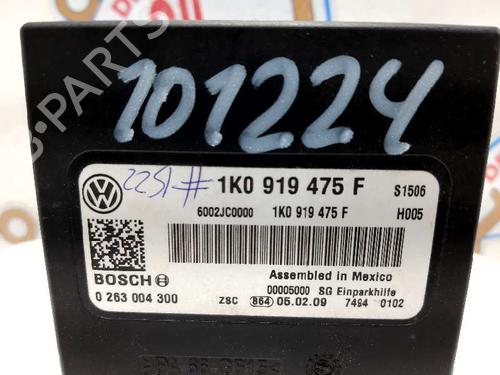 101224
#1522 1K0 919 475 F S1506
6002JC0000 1K0 919 475 F H005
BOSCH
0 263 004 300
Assembled in Mexico
00005000 SG Einparkhilfe
ZSC 864 05.02.09 7494 0102